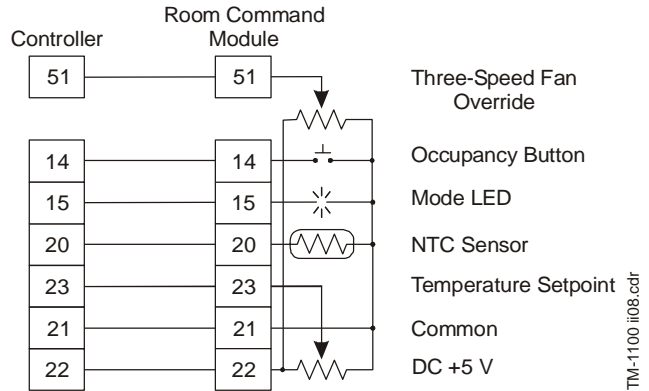 Room Command
Controller Module
51 51 Three-Speed Fan
Override
14 14 Occupancy Button
15 15 Mode LED
20 20 NTC Sensor
23 23 Temperature Setpoint
21 21 Common
22 22 DC +5 V
TM-1100 ii08.cdr